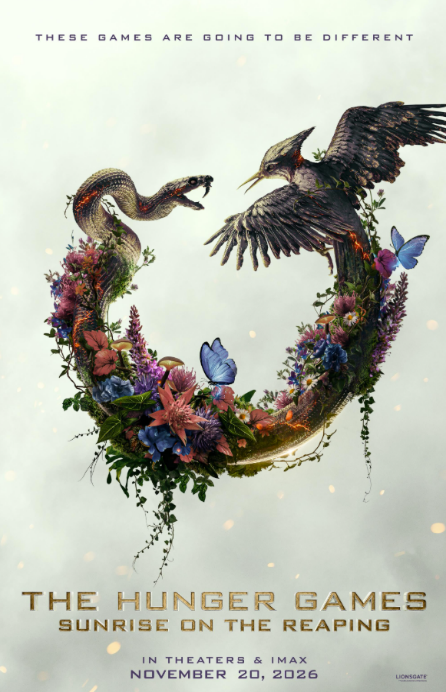 THESE GAMES ARE GOING TO BE DIFFERENT
THE HUNGER GAMES
SUNRISE ON THE REAPING
IN THEATERS & IMAX
NOVEMBER 20, 2026
LIONSGATE